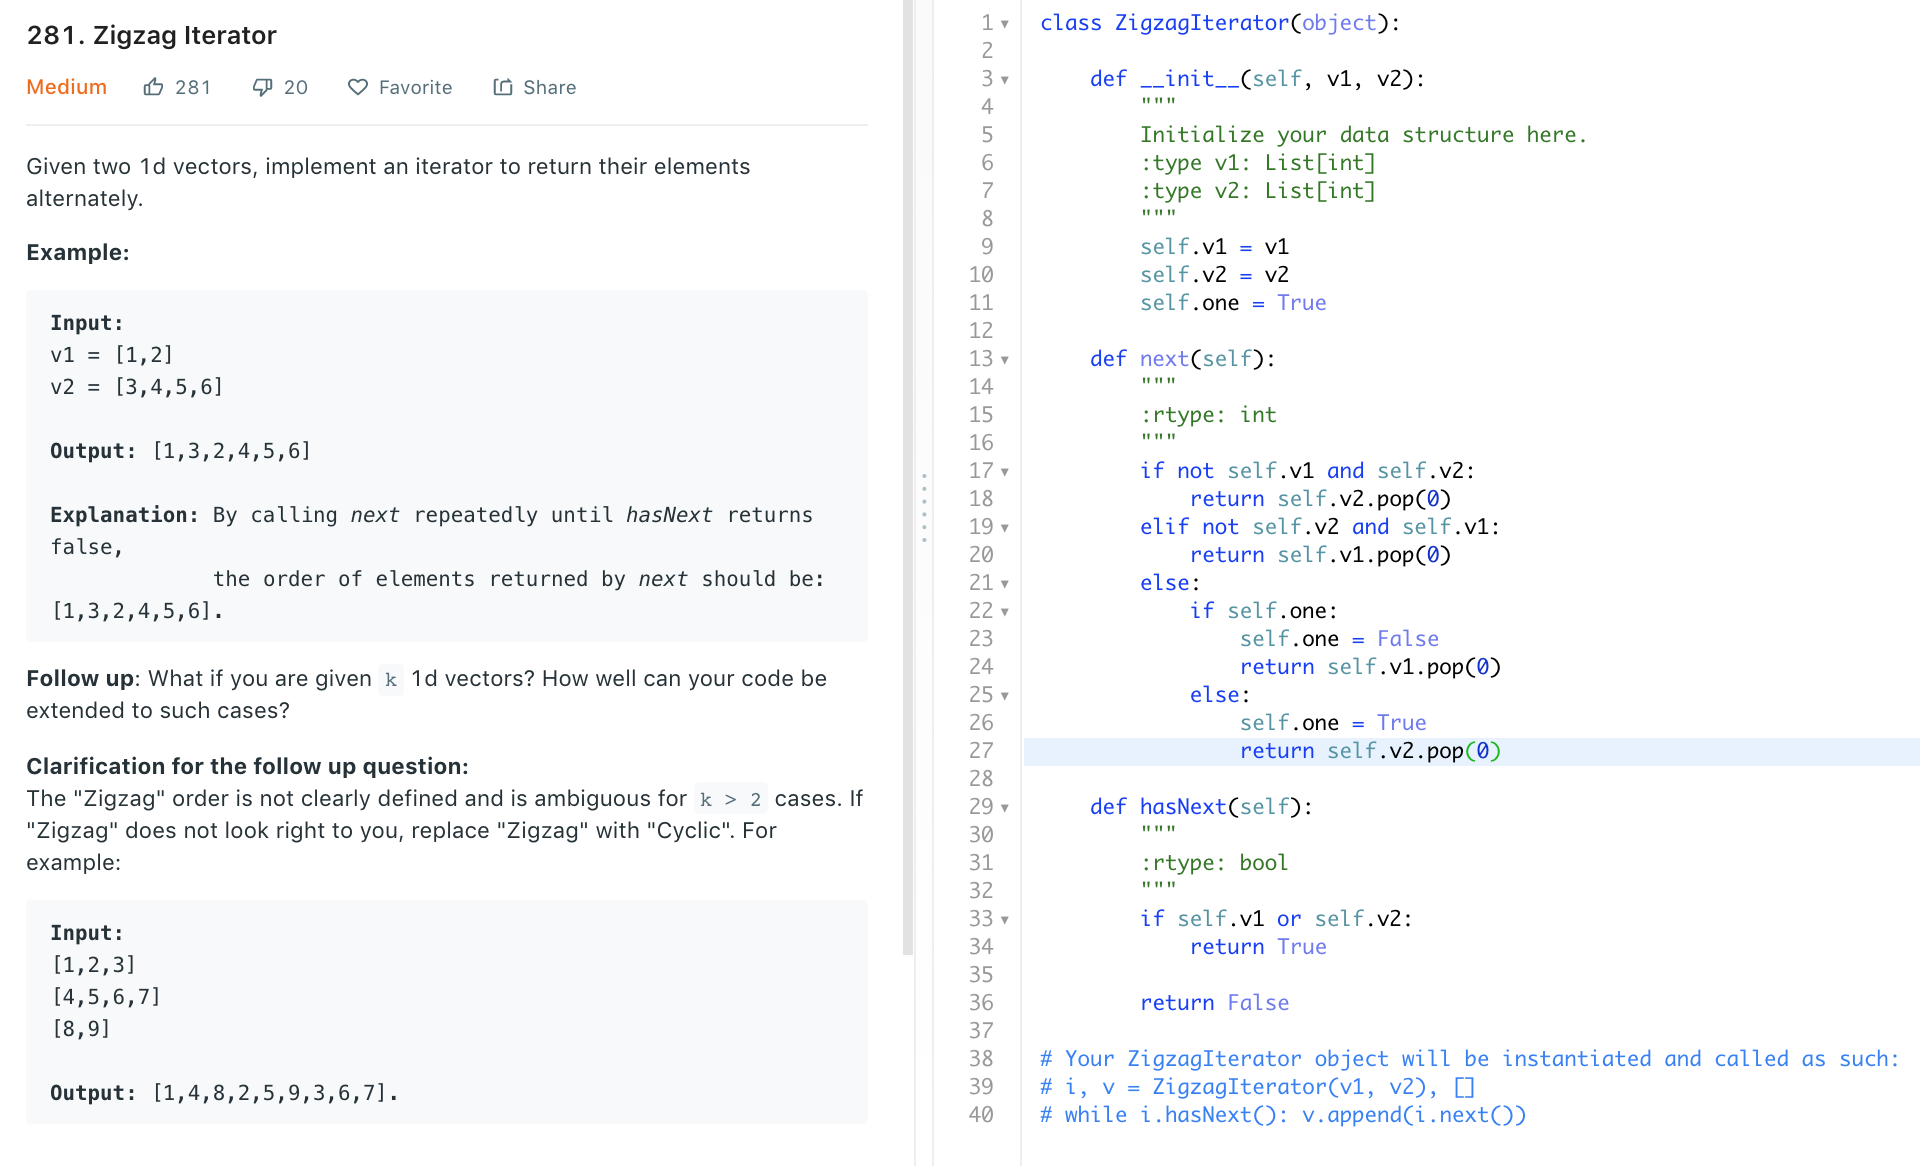 281. Zigzag Iterator
Medium 281 20 Favorite Share
Given two 1d vectors, implement an iterator to return their elements
alternately.
Example:
Input:
v1 = [1,2]
v2 = [3,4,5,6]
Output: [1,3,2,4,5,6]
Explanation: By calling next repeatedly until hasNext returns
false,
             the order of elements returned by next should be:
[1,3,2,4,5,6].
Follow up: What if you are given k 1d vectors? How well can your code be
extended to such cases?
Clarification for the follow up question:
The "Zigzag" order is not clearly defined and is ambiguous for k > 2 cases. If
"Zigzag" does not look right to you, replace "Zigzag" with "Cyclic". For
example:
Input:
[1,2,3]
[4,5,6,7]
[8,9]
Output: [1,4,8,2,5,9,3,6,7].
1 class ZigzagIterator(object):
2
3     def __init__(self, v1, v2):
4         """
5         Initialize your data structure here.
6         :type v1: List[int]
7         :type v2: List[int]
8         """
9         self.v1 = v1
10         self.v2 = v2
11         self.one = True
12
13     def next(self):
14         """
15         :rtype: int
16         """
17         if not self.v1 and self.v2:
18             return self.v2.pop(0)
19         elif not self.v2 and self.v1:
20             return self.v1.pop(0)
21         else:
22             if self.one:
23                 self.one = False
24                 return self.v1.pop(0)
25             else:
26                 self.one = True
27                 return self.v2.pop(0)
28
29     def hasNext(self):
30         """
31         :rtype: bool
32         """
33         if self.v1 or self.v2:
34             return True
35
36         return False
37
38 # Your ZigzagIterator object will be instantiated and called as such:
39 # i, v = ZigzagIterator(v1, v2), []
40 # while i.hasNext(): v.append(i.next())